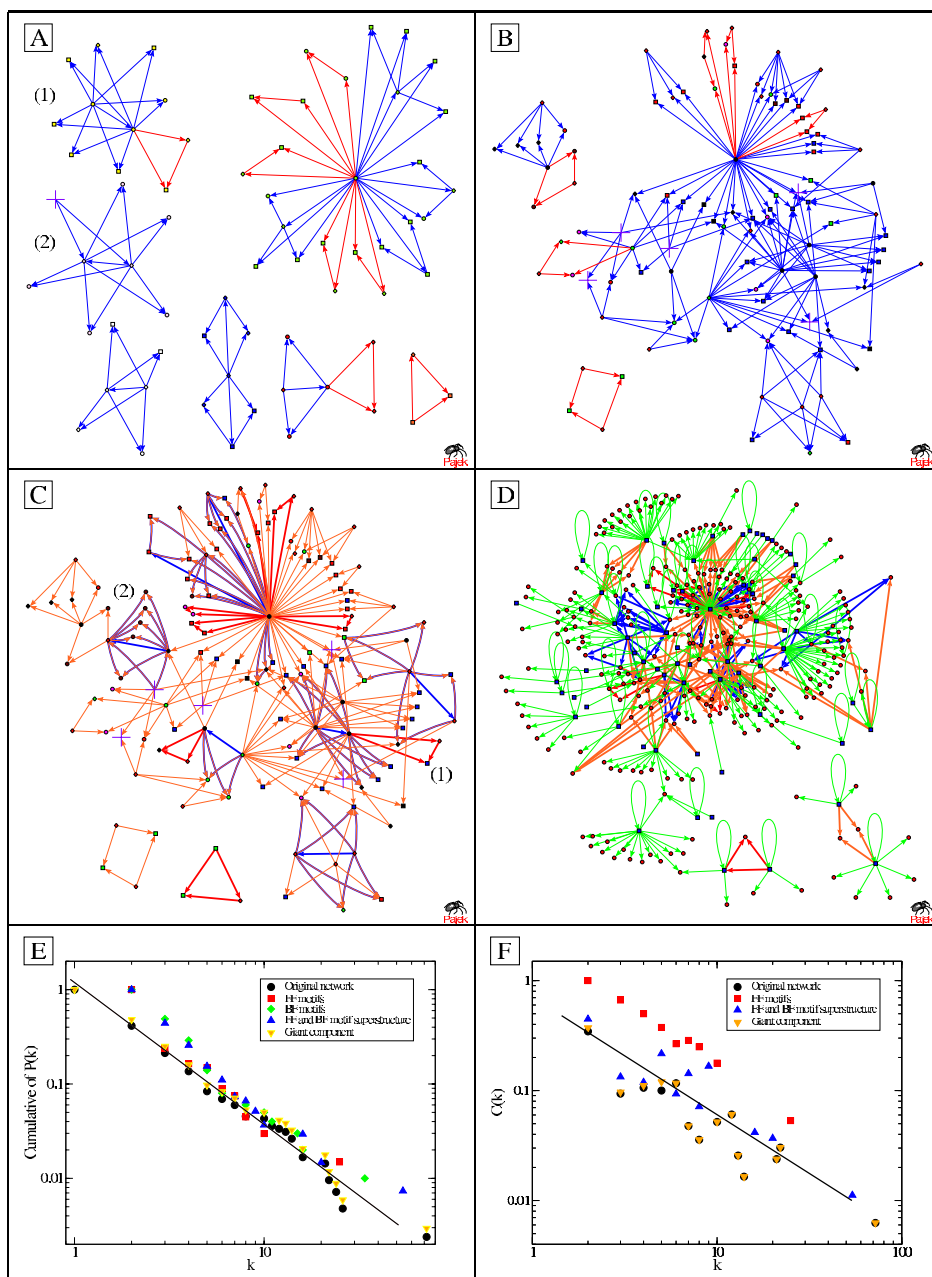 A
(1)
(2)
Pajek
B
Pajek
C
(2)
(1)
Pajek
D
Pajek
E
Original network
FF motifs
BF motifs
FF and BF motif superstructure
Giant component
1
0.1
0.01
Cumulative of P(k)
1
10
k
F
Original network
FF motifs
FF and BF motif superstructure
Giant component
1
0.1
0.01
C(k)
1
10
100
k